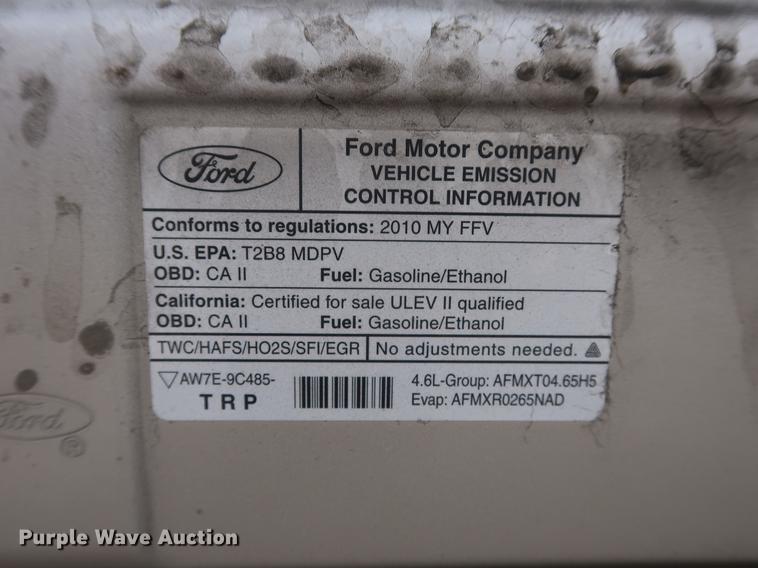 Ford
Ford Motor Company
VEHICLE EMISSION
CONTROL INFORMATION
Conforms to regulations: 2010 MY FFV
U.S. EPA: T2B8 MDPV
OBD: CA II Fuel: Gasoline/Ethanol
California: Certified for sale ULEV II qualified
OBD: CA II Fuel: Gasoline/Ethanol
TWC/HAFS/HO2S/SFI/EGR No adjustments needed.
AW7E-9C485-
TRP
4.6L-Group: AFMXT04.65H5
Evap: AFMXR0265NAD
Ford
®
Purple Wave Auction